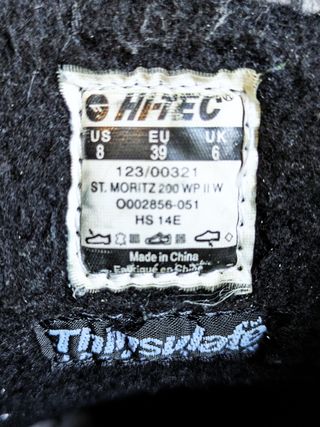 HI-TEC®
US EU UK
8 39 6
123/00321
ST. MORITZ 200 WP II W
O002856-051
HS 14E
Made in China
Fabriqué en Chine
Thinsulate